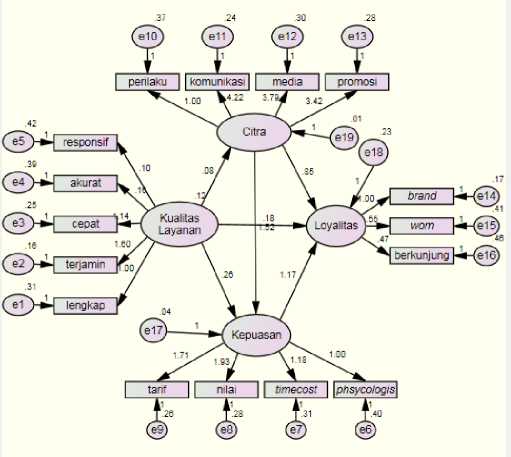 .37 .24 .30 .28
e10 e11 e12 e13
1 1 1 1
perilaku komunikasi media promosi
1.00 4.22 3.79 3.42
Citra
.01
1 e19
.23
e18
.42
e5 1 responsif
.39
e4 1 akurat
.25
e3 1 cepat
.16
e2 1 terjamin
.31
e1 1 lengkap
.10
.16
1.14
1.60
1.00
.12
Kualitas
Layanan
.08
.85
.18
1.52
.26
1.17
Loyalitas
1
1.00
.55
.47
brand 1 e14 .17
wom 1 e15 .41
berkunjung 1 e16 .46
.04
e17 1
Kepuasan
1.71 1.93 1.18 1.00
tarif nilai timecost phsycologis
1 1 1 1
.26 .28 .31 .40
e9 e8 e7 e6